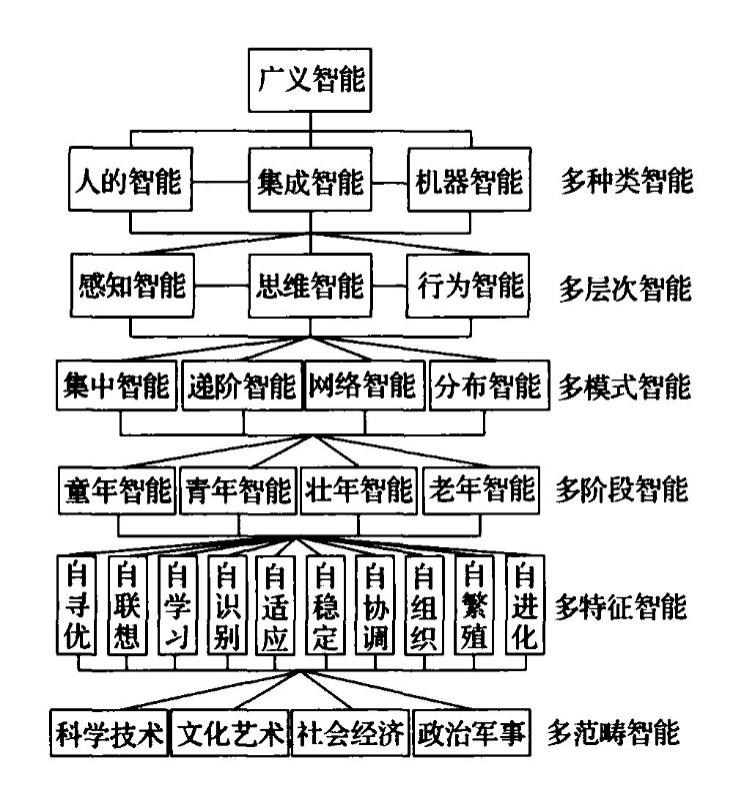 广义智能
人的智能 集成智能 机器智能 多种类智能
感知智能 思维智能 行为智能 多层次智能
集中智能 递阶智能 网络智能 分布智能 多模式智能
童年智能 青年智能 壮年智能 老年智能 多阶段智能
自寻优 自联想 自学习 自识别 自适应 自稳定 自协调 自组织 自繁殖 自进化 多特征智能
科学技术 文化艺术 社会经济 政治军事 多范畴智能